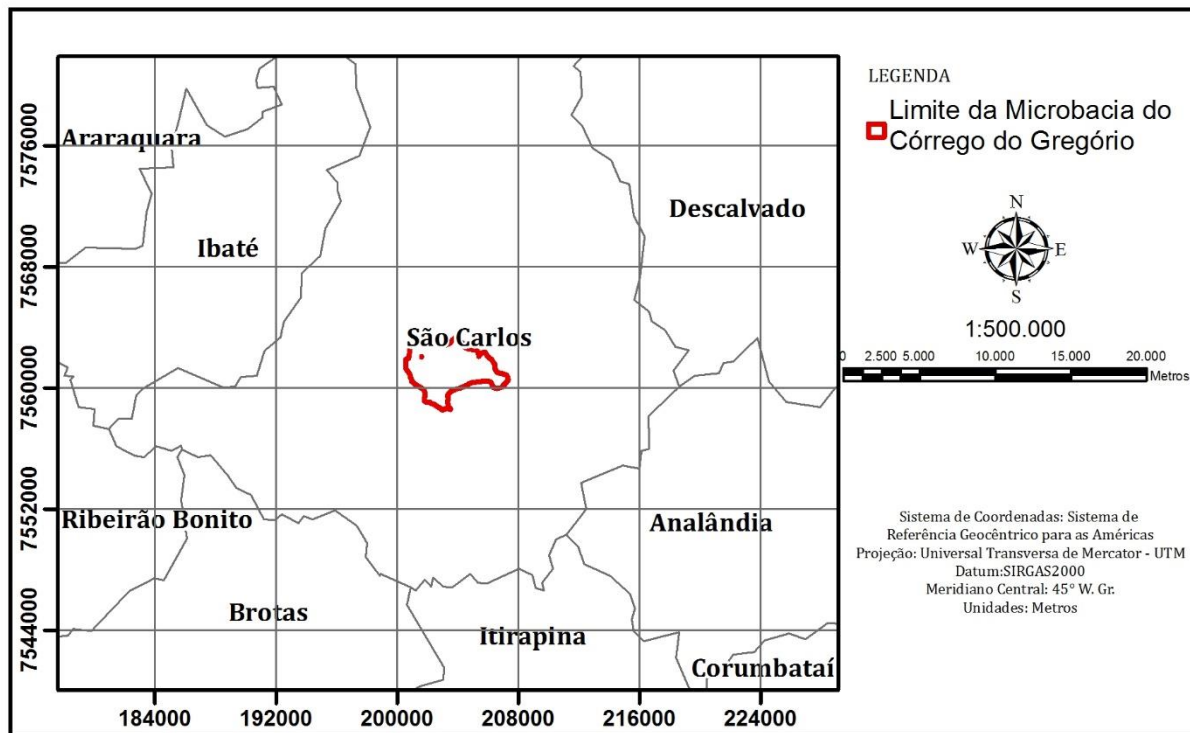 Araraquara
Ibaté
Descalvado
São Carlos
Ribeirão Bonito
Analândia
Brotas
Itirapina
Corumbataí
7576000
7568000
7560000
7552000
7544000
184000
192000
200000
208000
216000
224000
LEGENDA
Limite da Microbacia do
Córrego do Gregório
N
W
E
S
1:500.000
0 2.500 5.000 10.000 15.000 20.000
Metros
Sistema de Coordenadas: Sistema de
Referência Geocêntrico para as Américas
Projeção: Universal Transversa de Mercator - UTM
Datum:SIRGAS2000
Meridiano Central: 45° W. Gr.
Unidades: Metros